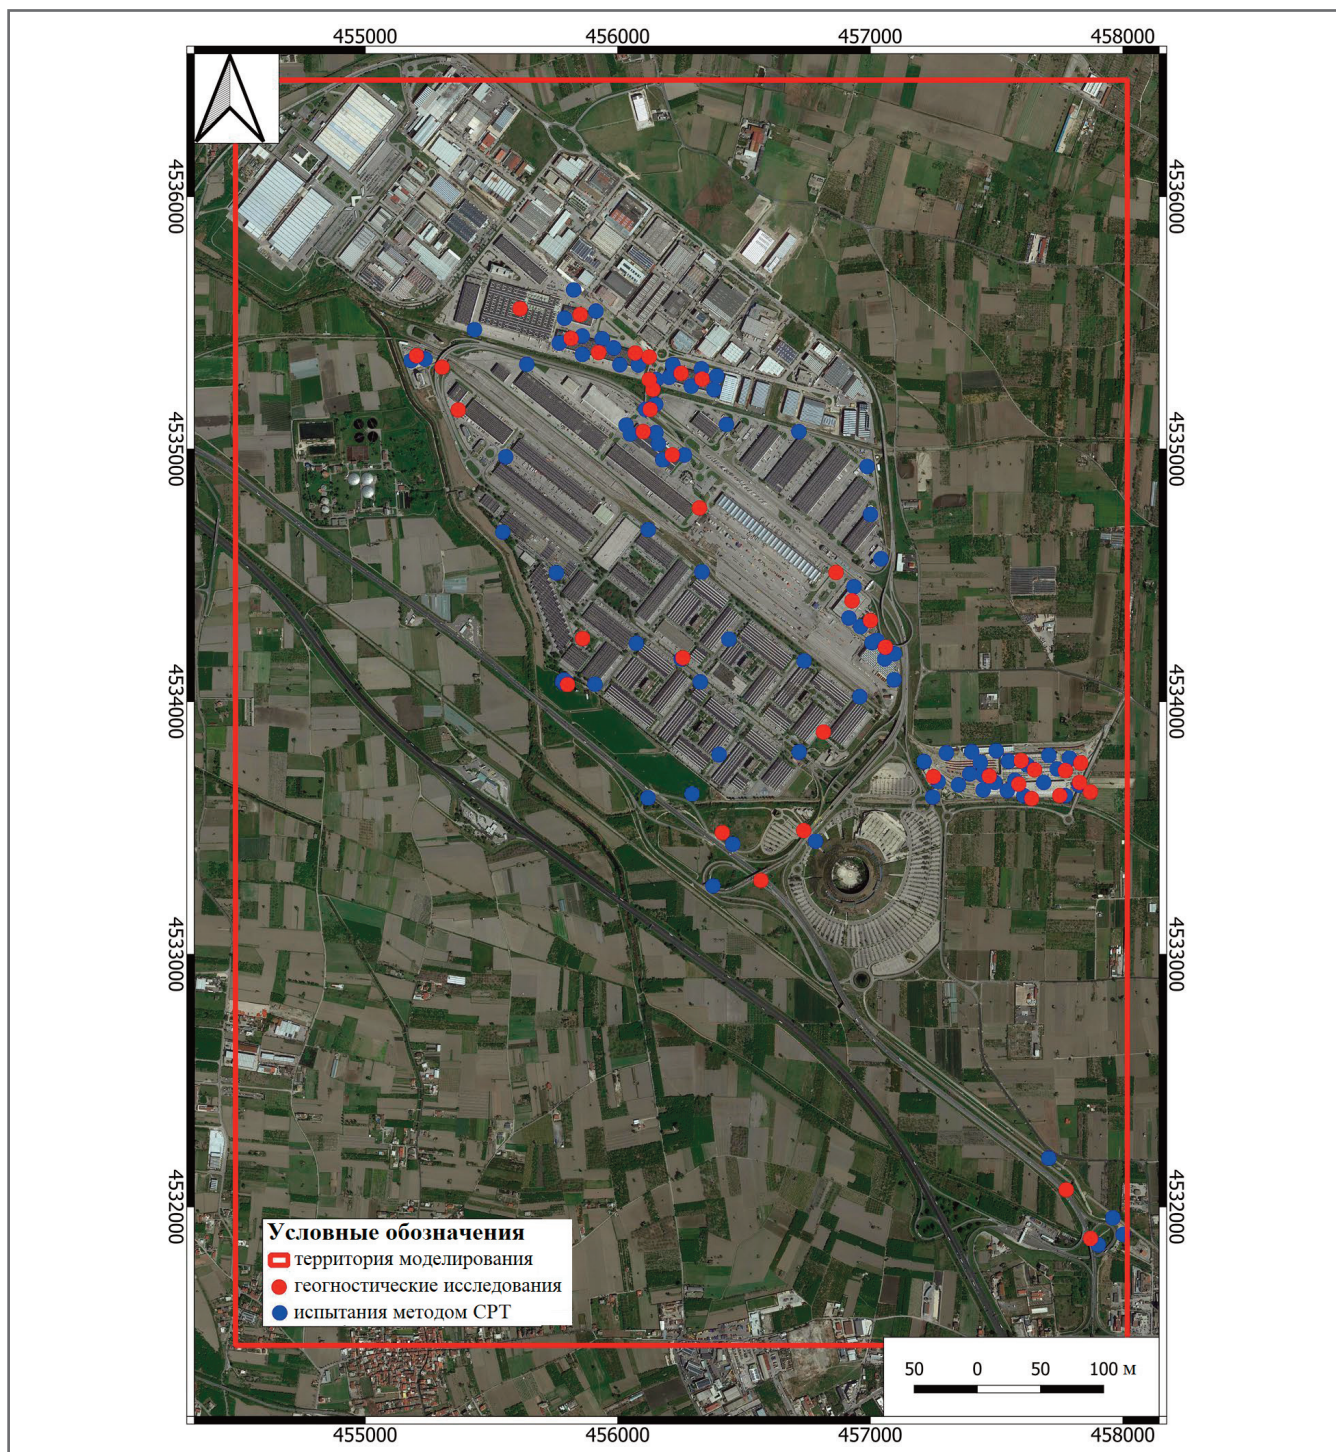 455000 456000 457000 458000
4536000 4536000
4535000 4535000
4534000 4534000
4533000 4533000
4532000 4532000
Условные обозначения
территория моделирования
геогностические исследования
испытания методом CPT
50 0 50 100 м
455000 456000 457000 458000